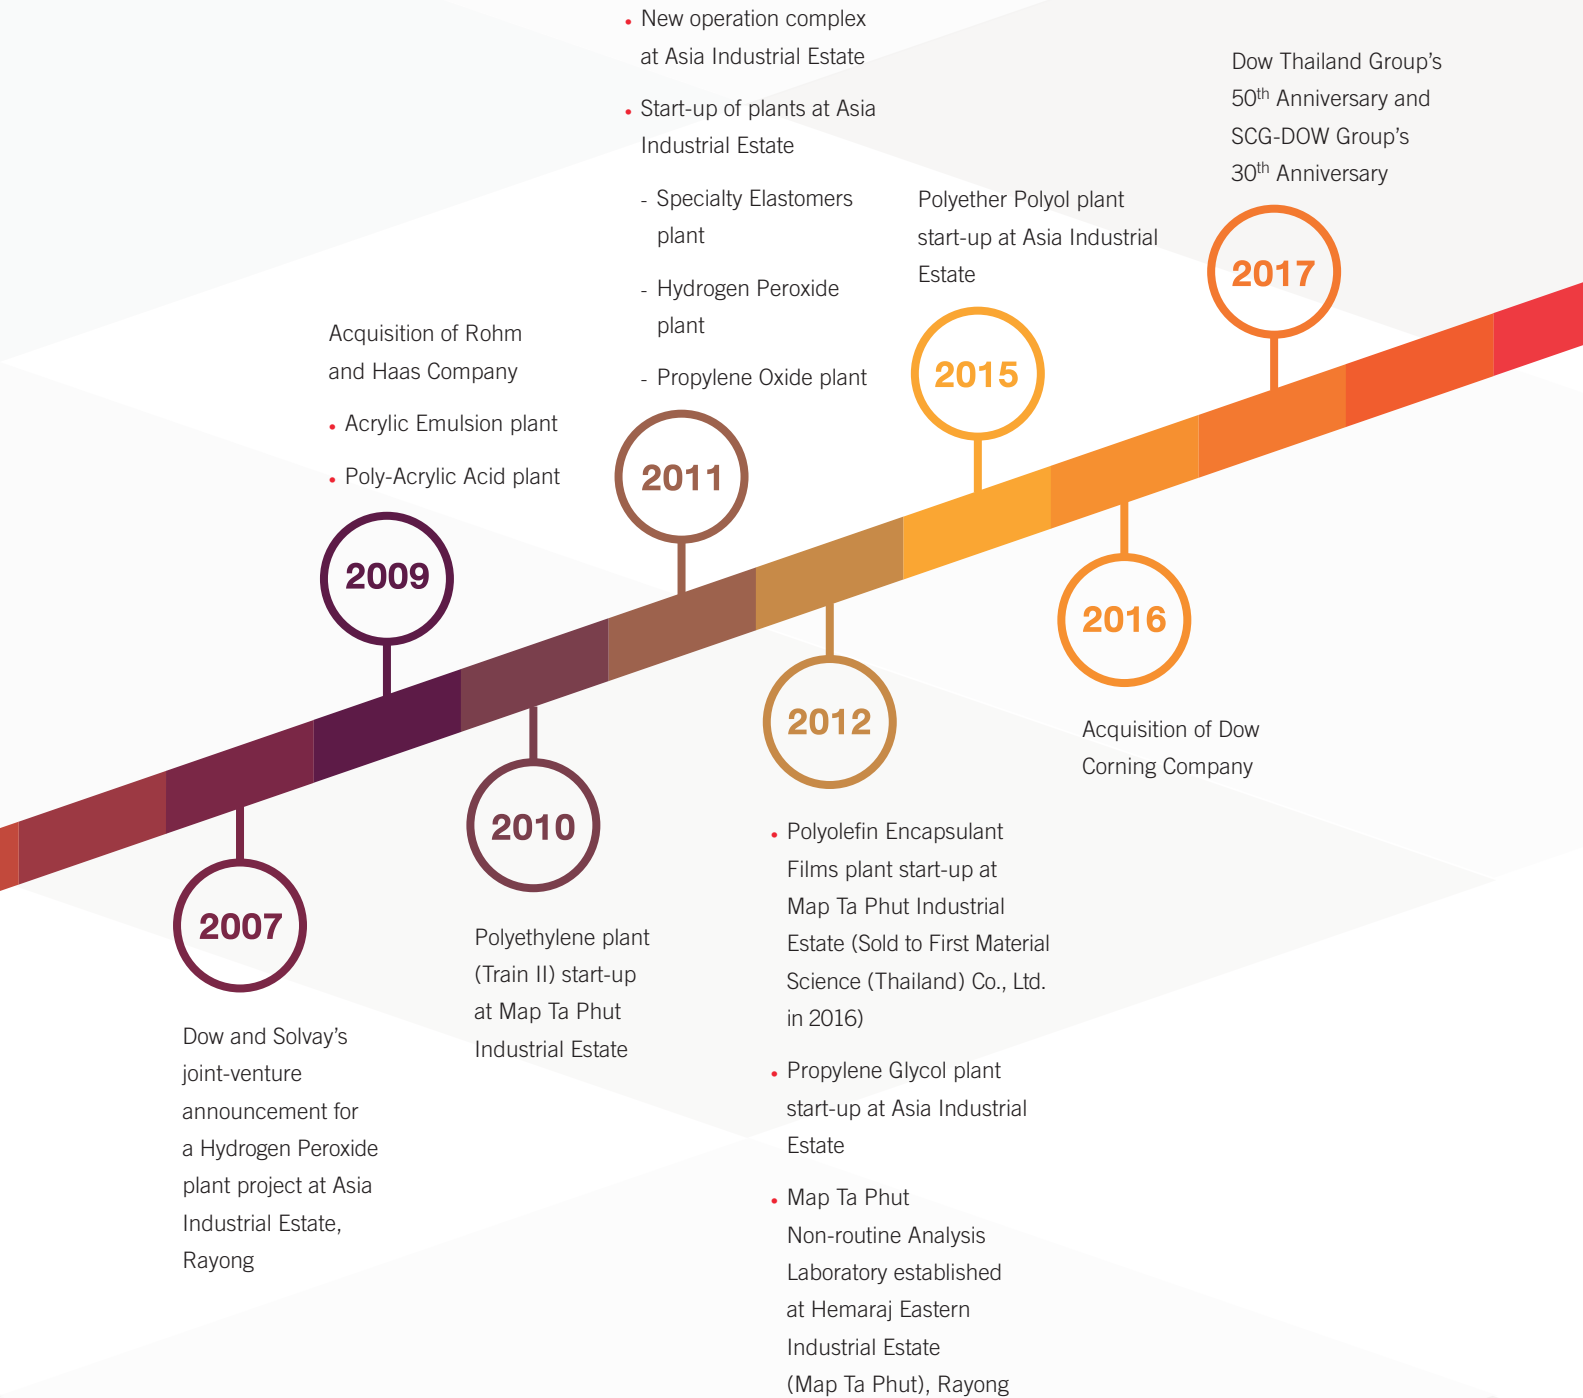 • New operation complex
at Asia Industrial Estate
• Start-up of plants at Asia
Industrial Estate
- Specialty Elastomers
plant
- Hydrogen Peroxide
plant
- Propylene Oxide plant
2011
Dow Thailand Group’s
50th Anniversary and
SCG-DOW Group’s
30th Anniversary
2017
Polyether Polyol plant
start-up at Asia Industrial
Estate
2015
Acquisition of Rohm
and Haas Company
• Acrylic Emulsion plant
• Poly-Acrylic Acid plant
2009
2016
Acquisition of Dow
Corning Company
2012
• Polyolefin Encapsulant
Films plant start-up at
Map Ta Phut Industrial
Estate (Sold to First Material
Science (Thailand) Co., Ltd.
in 2016)
• Propylene Glycol plant
start-up at Asia Industrial
Estate
• Map Ta Phut
Non-routine Analysis
Laboratory established
at Hemaraj Eastern
Industrial Estate
(Map Ta Phut), Rayong
2010
Polyethylene plant
(Train II) start-up
at Map Ta Phut
Industrial Estate
2007
Dow and Solvay’s
joint-venture
announcement for
a Hydrogen Peroxide
plant project at Asia
Industrial Estate,
Rayong